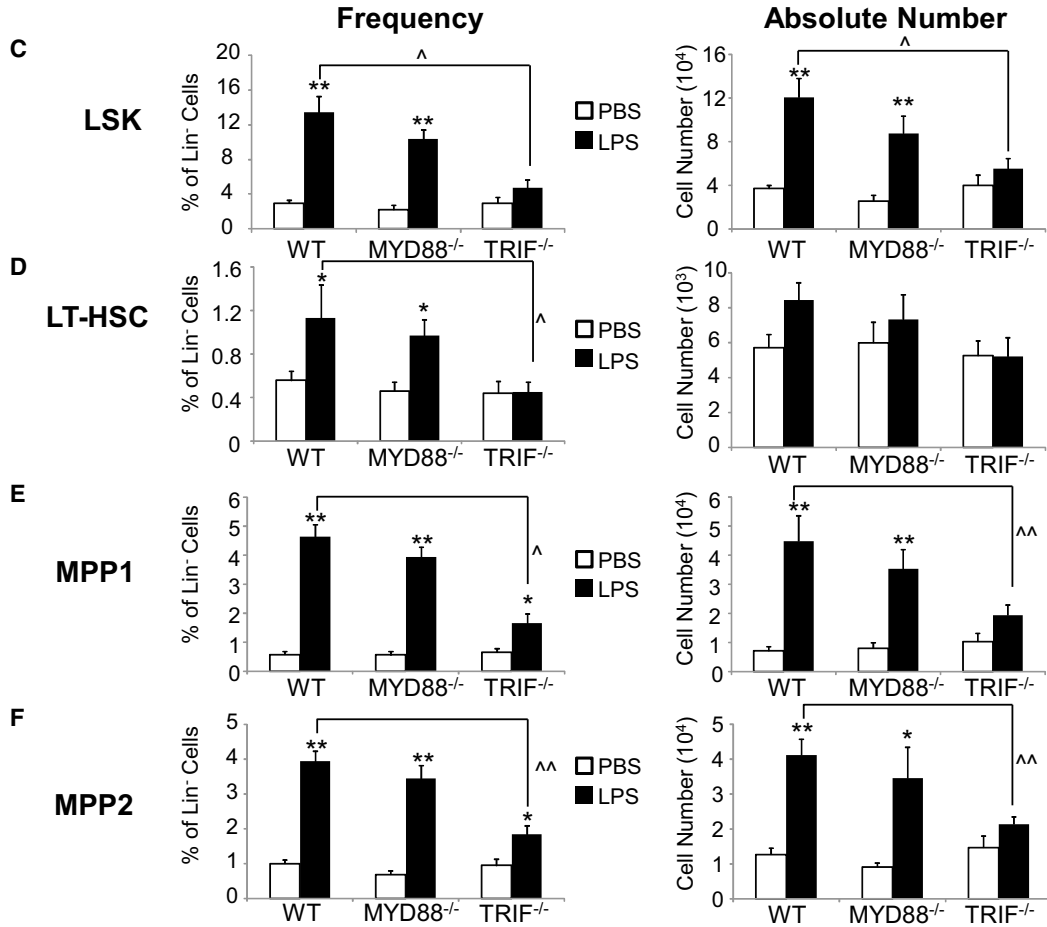 Frequency
Absolute Number
C
LSK
% of Lin- Cells
20
16
12
8
4
0
** ** ^
WT MYD88-/- TRIF-/-
PBS
LPS
Cell Number (10⁴)
16
12
8
4
0
** ** ^
WT MYD88-/- TRIF-/-
D
LT-HSC
% of Lin- Cells
1.6
1.2
0.8
0.4
0
* * ^
WT MYD88-/- TRIF-/-
PBS
LPS
Cell Number (10³)
10
8
6
4
2
0
WT MYD88-/- TRIF-/-
E
MPP1
% of Lin- Cells
6
5
4
3
2
1
0
** ** * ^
WT MYD88-/- TRIF-/-
PBS
LPS
Cell Number (10⁴)
6
5
4
3
2
1
0
** ** ^^
WT MYD88-/- TRIF-/-
F
MPP2
% of Lin- Cells
5
4
3
2
1
0
** ** * ^^
WT MYD88-/- TRIF-/-
PBS
LPS
Cell Number (10⁴)
5
4
3
2
1
0
** * ^^
WT MYD88-/- TRIF-/-